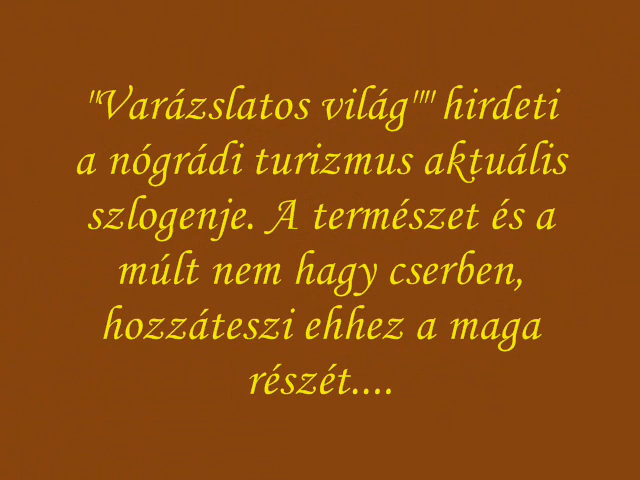 "Varázslatos világ"" hirdeti
a nógrádi turizmus aktuális
szlogenje. A természet és a
múlt nem hagy cserben,
hozzáteszi ehhez a maga
részét....